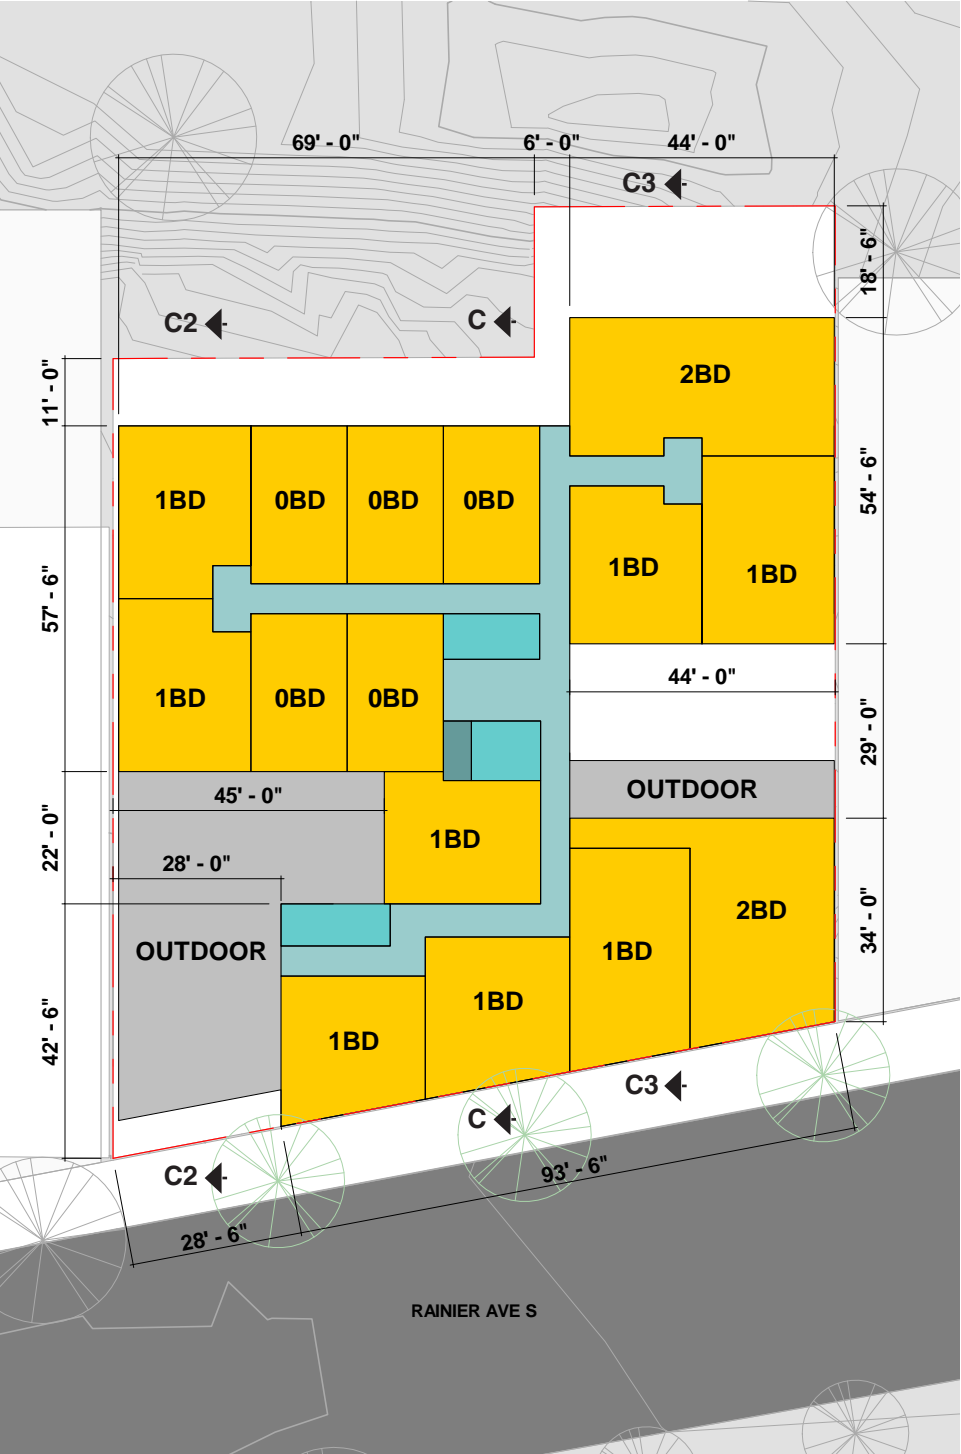 69' - 0"
6' - 0"
44' - 0"
C3
18' - 6"
C2
C
11' - 0"
2BD
1BD
0BD
0BD
0BD
54' - 6"
1BD
1BD
57' - 6"
1BD
0BD
0BD
44' - 0"
29' - 0"
OUTDOOR
45' - 0"
22' - 0"
1BD
28' - 0"
2BD
34' - 0"
OUTDOOR
1BD
1BD
42' - 6"
1BD
C3
C
C2
93' - 6"
28' - 6"
RAINIER AVE S